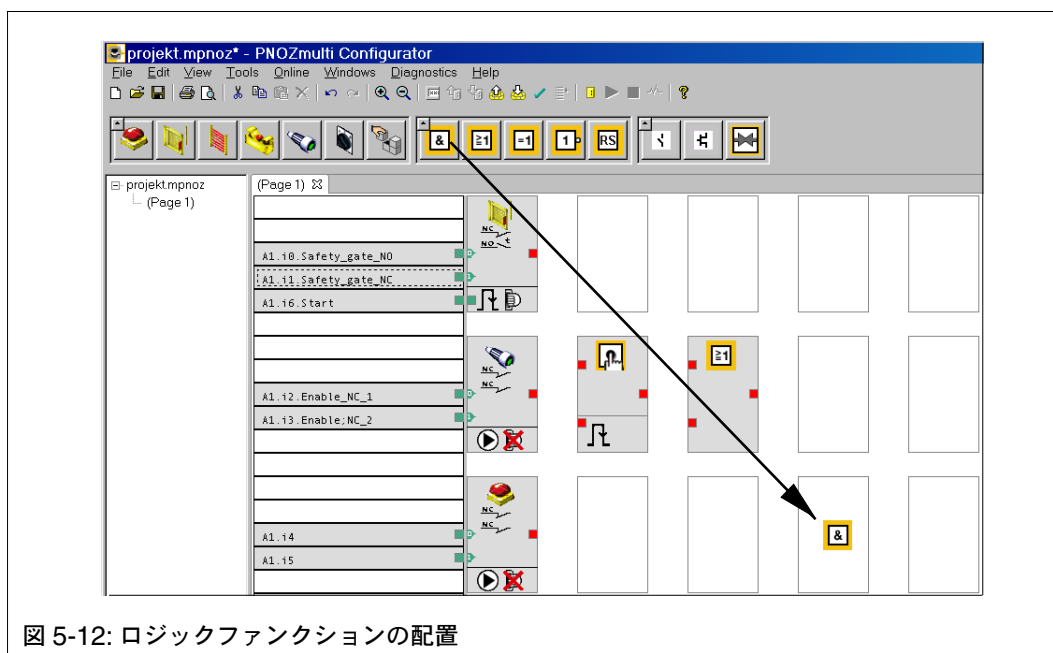 projekt.mpnoz* - PNOZmulti Configurator
File Edit View Tools Online Windows Diagnostics Help
& ≥1 =1 1 RS
projekt.mpnoz
(Page 1)
(Page 1)
NC
NO t
A1.i0.Safety_gate_NO
A1.i1.Safety_gate_NC
A1.i6.Start
≥1
NC
NC
A1.i2.Enable_NC_1
A1.i3.Enable;NC_2
NC
NC
A1.i4
&
A1.i5
図 5-12: ロジックファンクションの配置